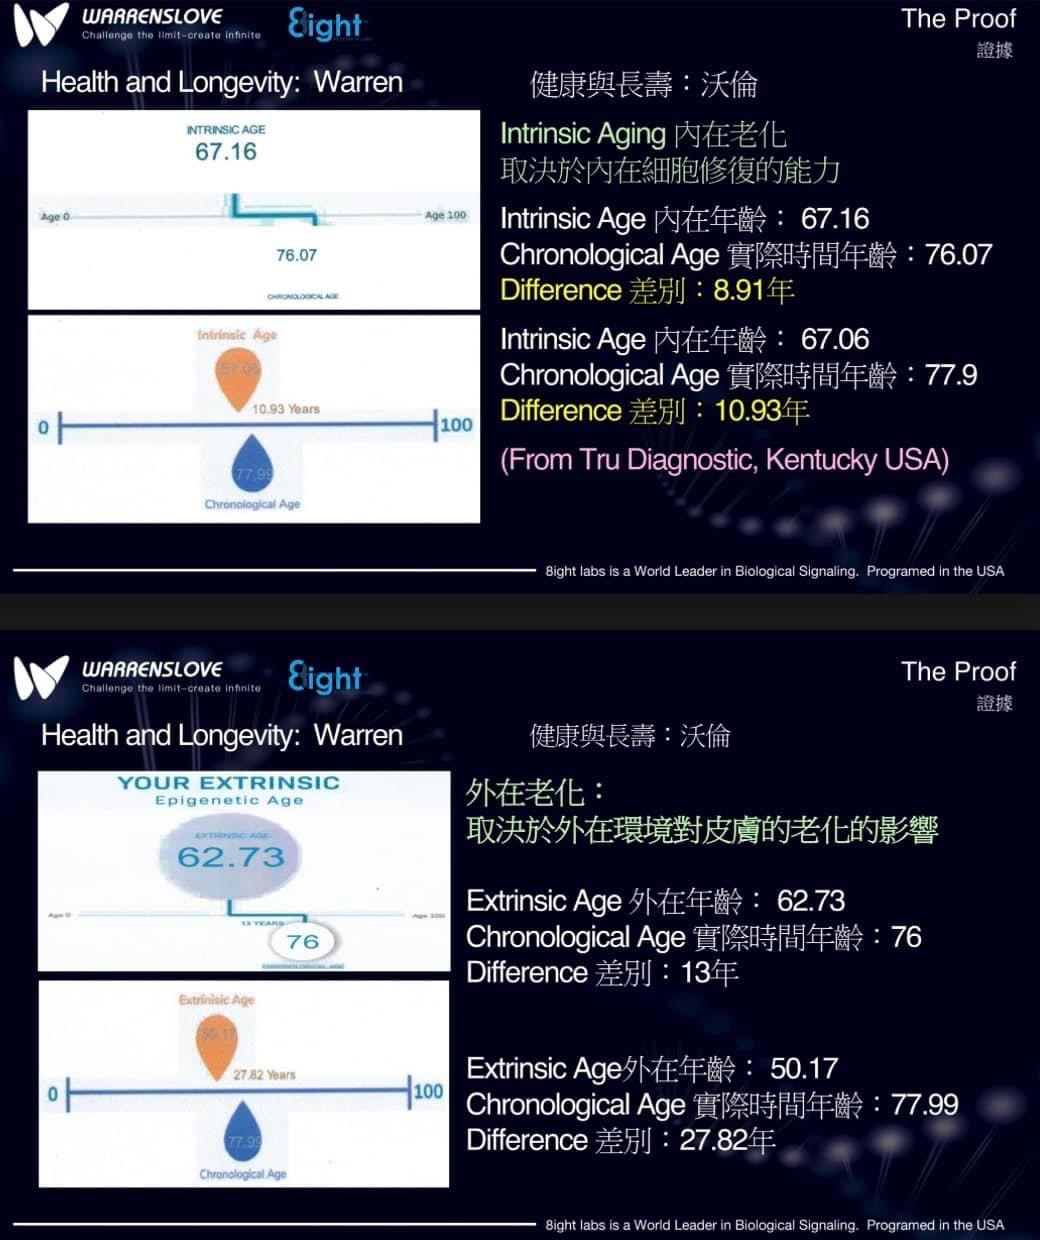 WARRENSLOVE
Challenge the limit-create infinite
8ight
The Proof
證據
Health and Longevity: Warren
健康與長壽：沃倫
INTRINSIC AGE
67.16
Age 0
Age 100
76.07
CHRONOLOGICAL AGE
Intrinsic Aging 內在老化
取決於內在細胞修復的能力
Intrinsic Age 內在年齡： 67.16
Chronological Age 實際時間年齡：76.07
Difference 差別：8.91年
Intrinsic Age
67.06
10.93 Years
0
100
77.99
Chronological Age
Intrinsic Age 內在年齡： 67.06
Chronological Age 實際時間年齡：77.9
Difference 差別：10.93年
(From Tru Diagnostic, Kentucky USA)
8ight labs is a World Leader in Biological Signaling. Programed in the USA
WARRENSLOVE
Challenge the limit-create infinite
8ight
The Proof
證據
Health and Longevity: Warren
健康與長壽：沃倫
YOUR EXTRINSIC
Epigenetic Age
EXTRINSIC AGE
62.73
Age 0
Age 100
13 YEARS
76
CHRONOLOGICAL AGE
外在老化：
取決於外在環境對皮膚的老化的影響
Extrinsic Age 外在年齡： 62.73
Chronological Age 實際時間年齡：76
Difference 差別：13年
Extrinisic Age
50.17
27.82 Years
0
100
77.99
Chronological Age
Extrinsic Age外在年齡： 50.17
Chronological Age 實際時間年齡：77.99
Difference 差別：27.82年
8ight labs is a World Leader in Biological Signaling. Programed in the USA